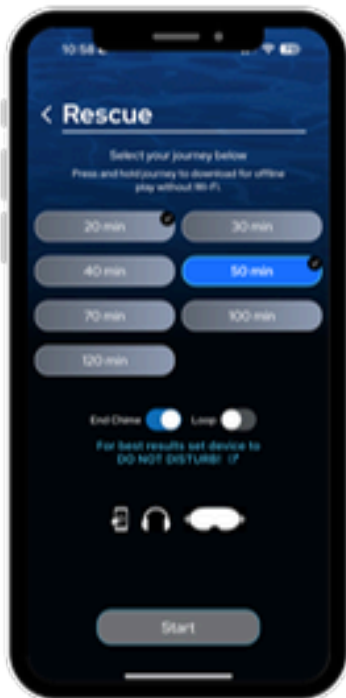 10:58
Rescue
Select your journey below
Press and hold journey to download for offline
play without Wi-Fi.
20 min 30 min
40 min 50 min
70 min 100 min
120 min
End Chime Loop
For best results set device to
DO NOT DISTURB!
Start